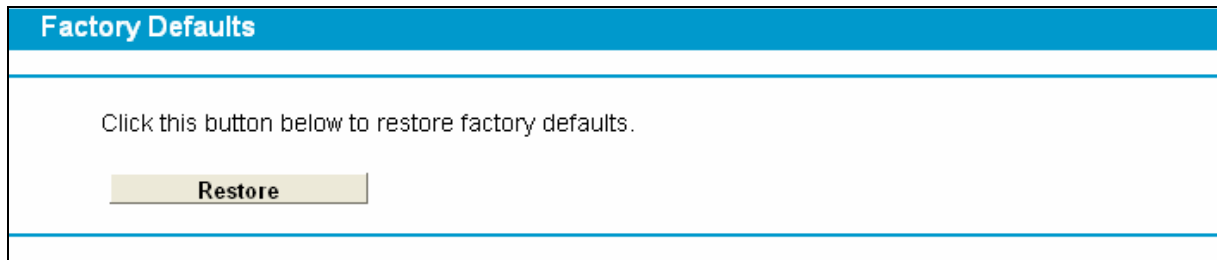 Factory Defaults
Click this button below to restore factory defaults.
Restore